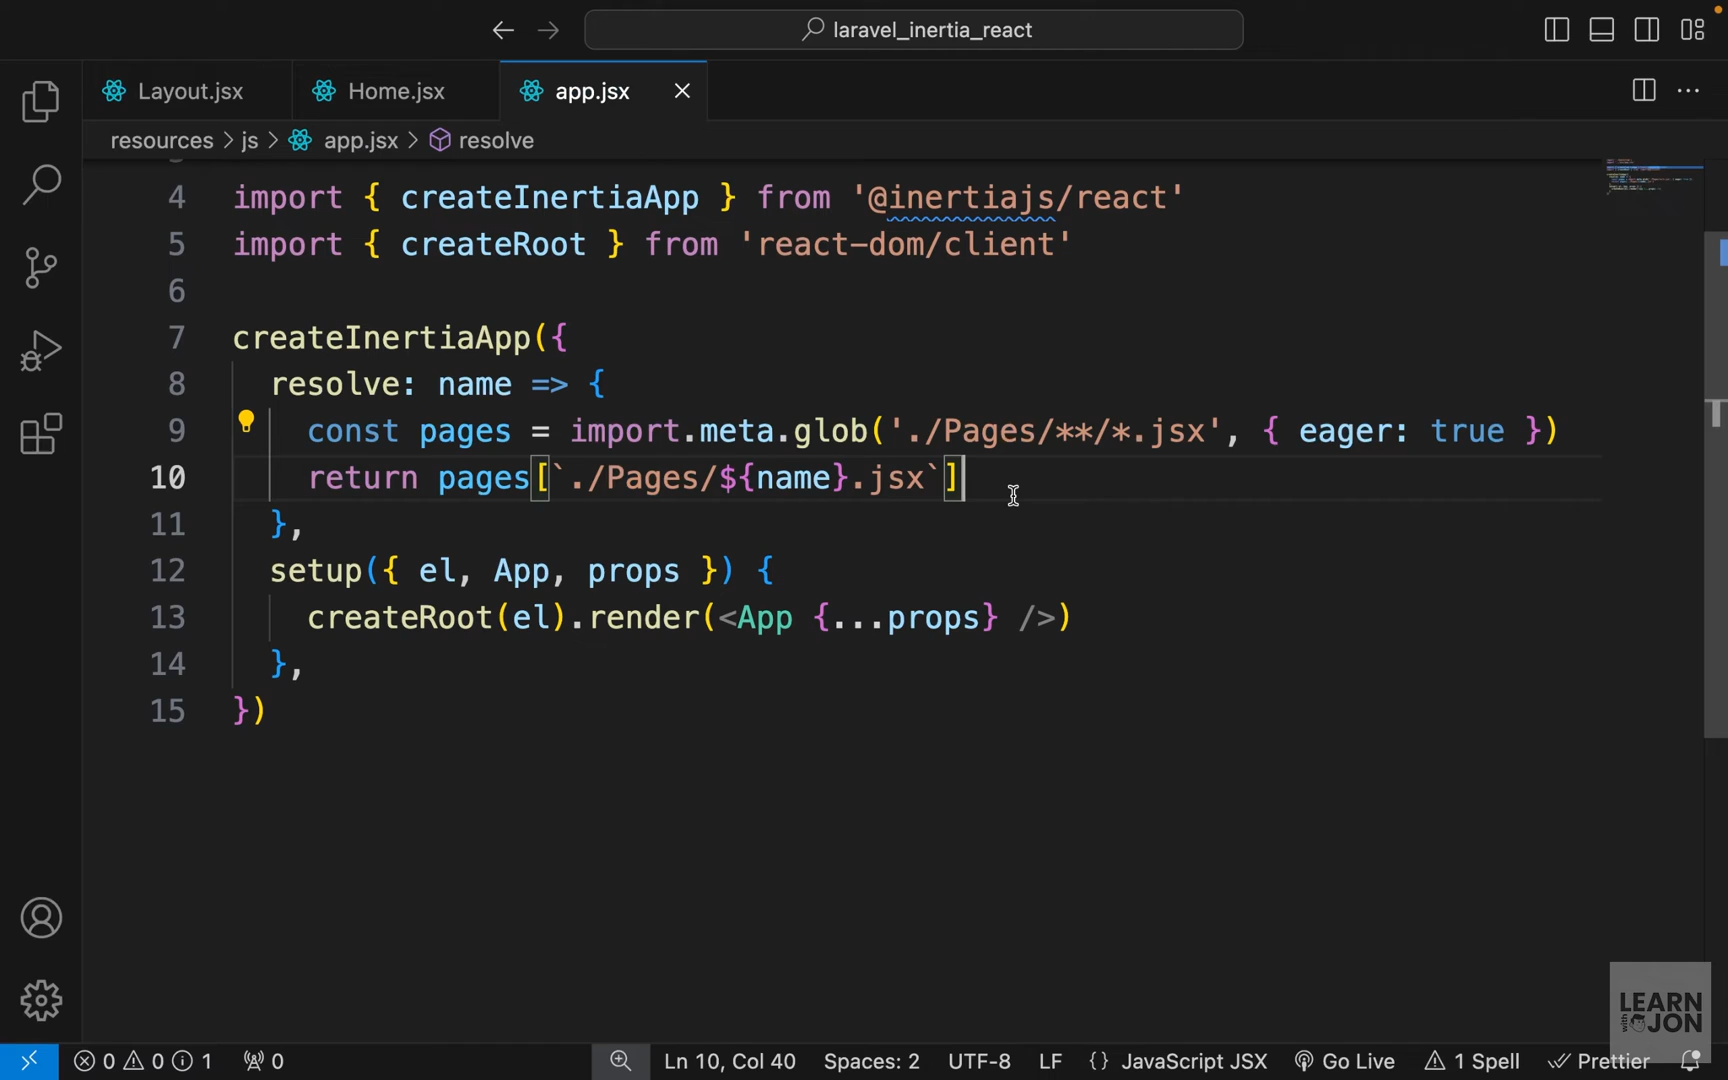 laravel_inertia_react
Layout.jsx
Home.jsx
app.jsx
resources > js > app.jsx > resolve
4 import { createInertiaApp } from '@inertiajs/react'
5 import { createRoot } from 'react-dom/client'
6
7 createInertiaApp({
8 resolve: name => {
9 const pages = import.meta.glob('./Pages/**/*.jsx', { eager: true })
10 return pages[`./Pages/${name}.jsx`]
11 },
12 setup({ el, App, props }) {
13 createRoot(el).render(<App {...props} />)
14 },
15 })
LEARN
with JON
0 0 1 0 Ln 10, Col 40 Spaces: 2 UTF-8 LF {} JavaScript JSX Go Live 1 Spell Prettier